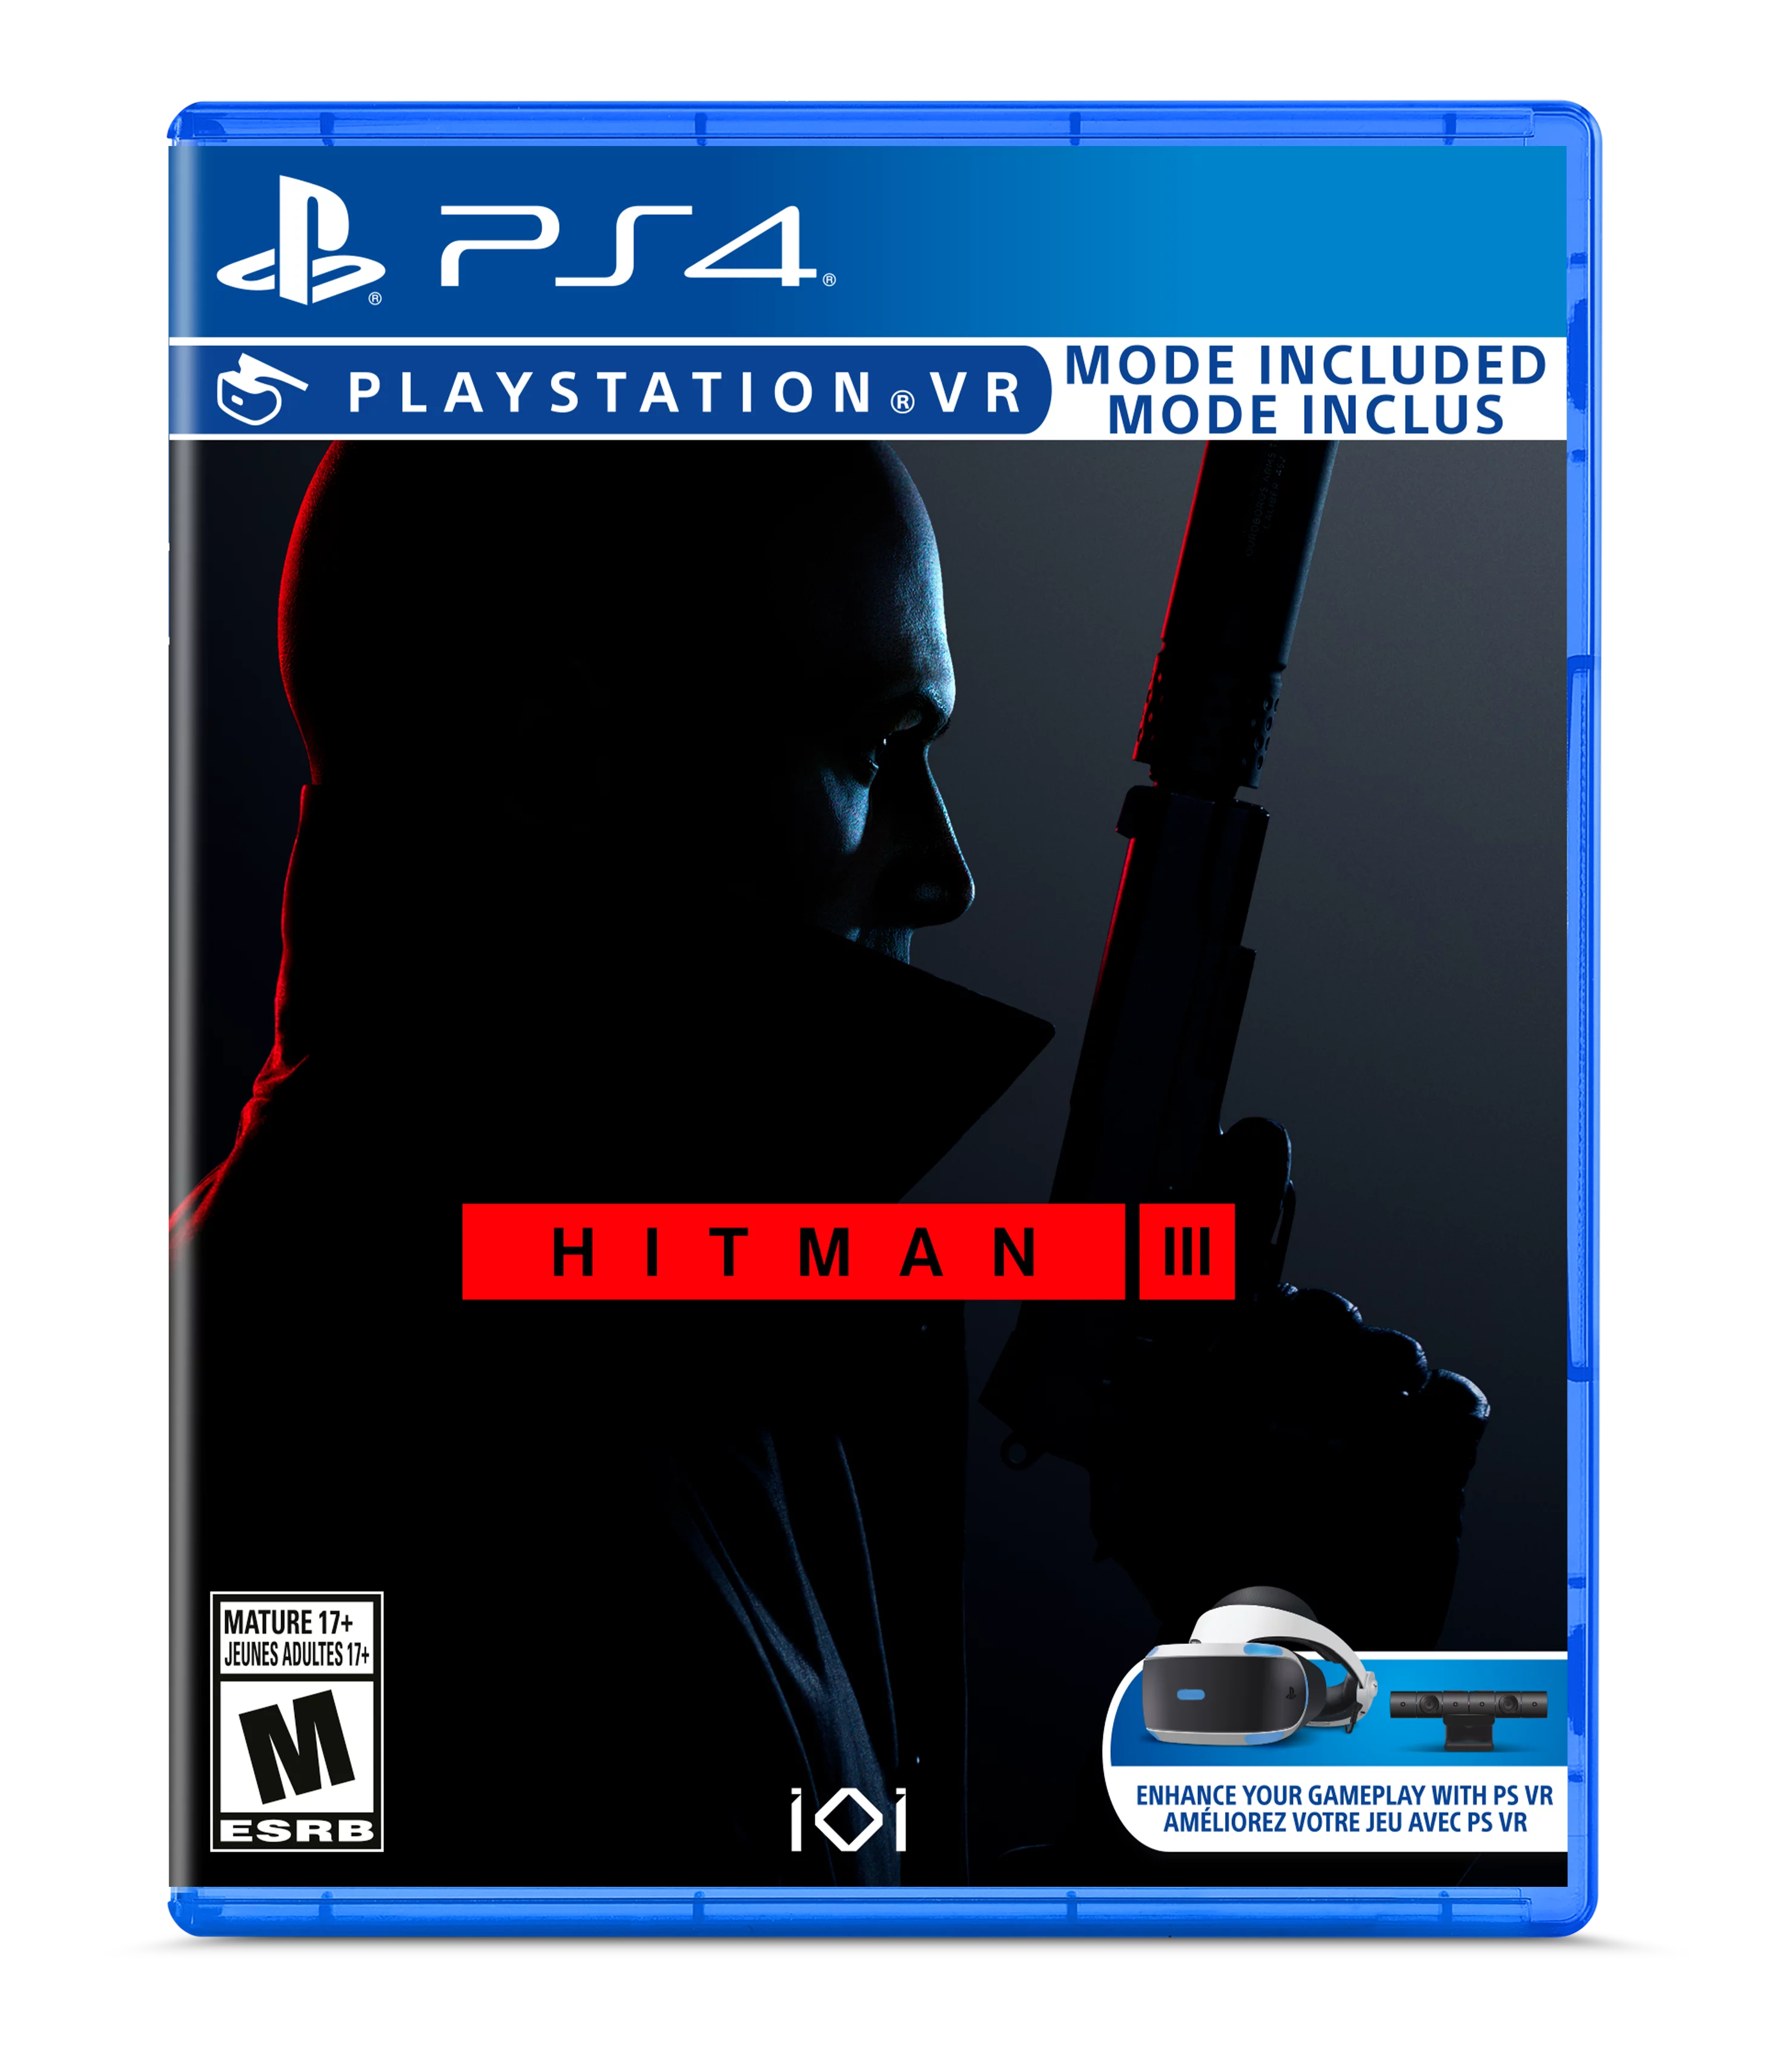 PS4®
PLAYSTATION®VR
MODE INCLUDED
MODE INCLUS
HITMAN III
MATURE 17+
JEUNES ADULTES 17+
M
ESRB
iOi
ENHANCE YOUR GAMEPLAY WITH PS VR
AMÉLIOREZ VOTRE JEU AVEC PS VR